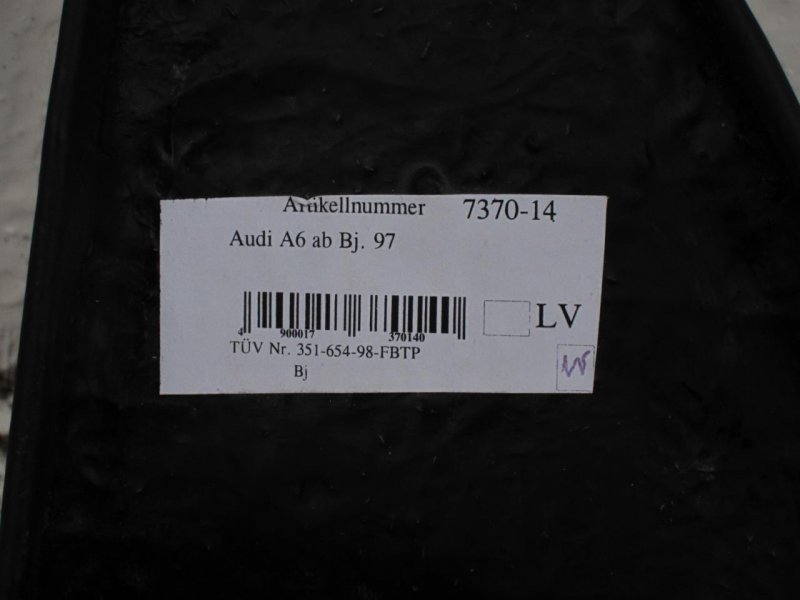 Artikellnummer 7370-14
Audi A6 ab Bj. 97
LV
4 900017 370140
TÜV Nr. 351-654-98-FBTP
Bj